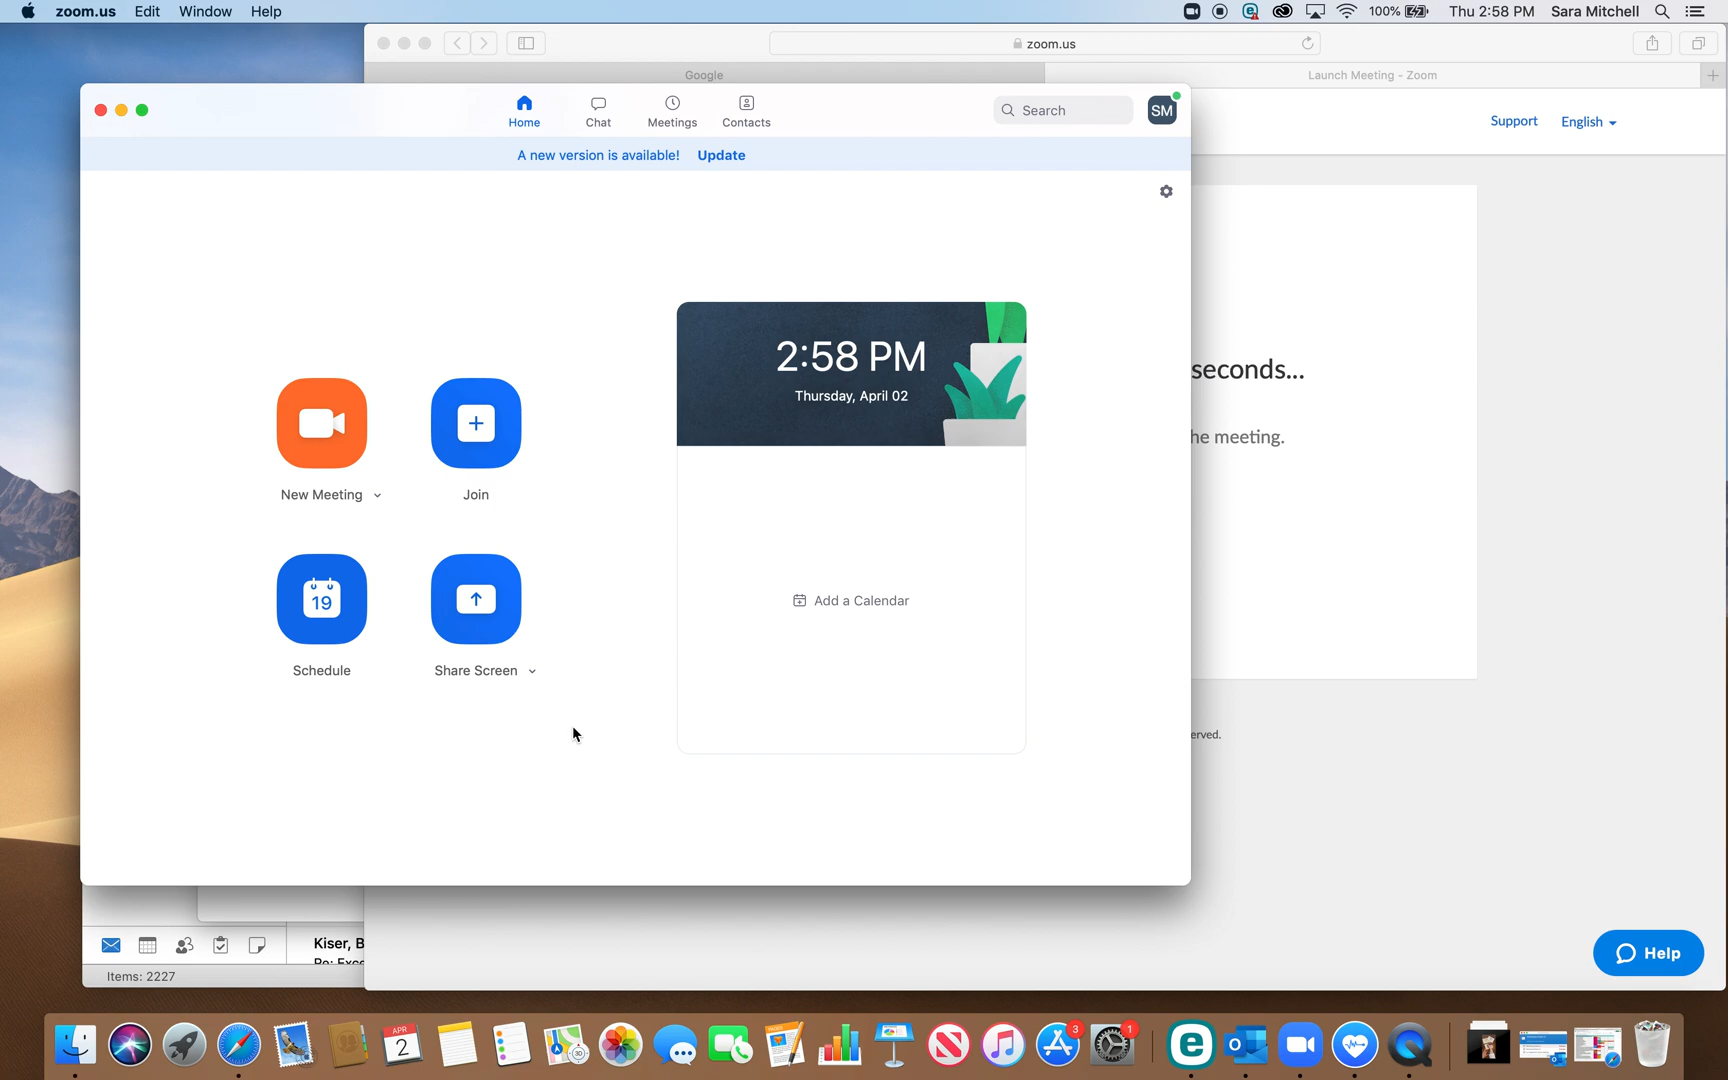 zoom.us Edit Window Help
100% Thu 2:58 PM Sara Mitchell
zoom.us
Google
Launch Meeting - Zoom
Home
Chat
Meetings
Contacts
Search
SM
Support
English
A new version is available! Update
2:58 PM
Thursday, April 02
seconds...
he meeting.
New Meeting
Join
19
Add a Calendar
Schedule
Share Screen
erved.
Kiser, B
Items: 2227
Help
APR
2
PAGES
3D
3
1